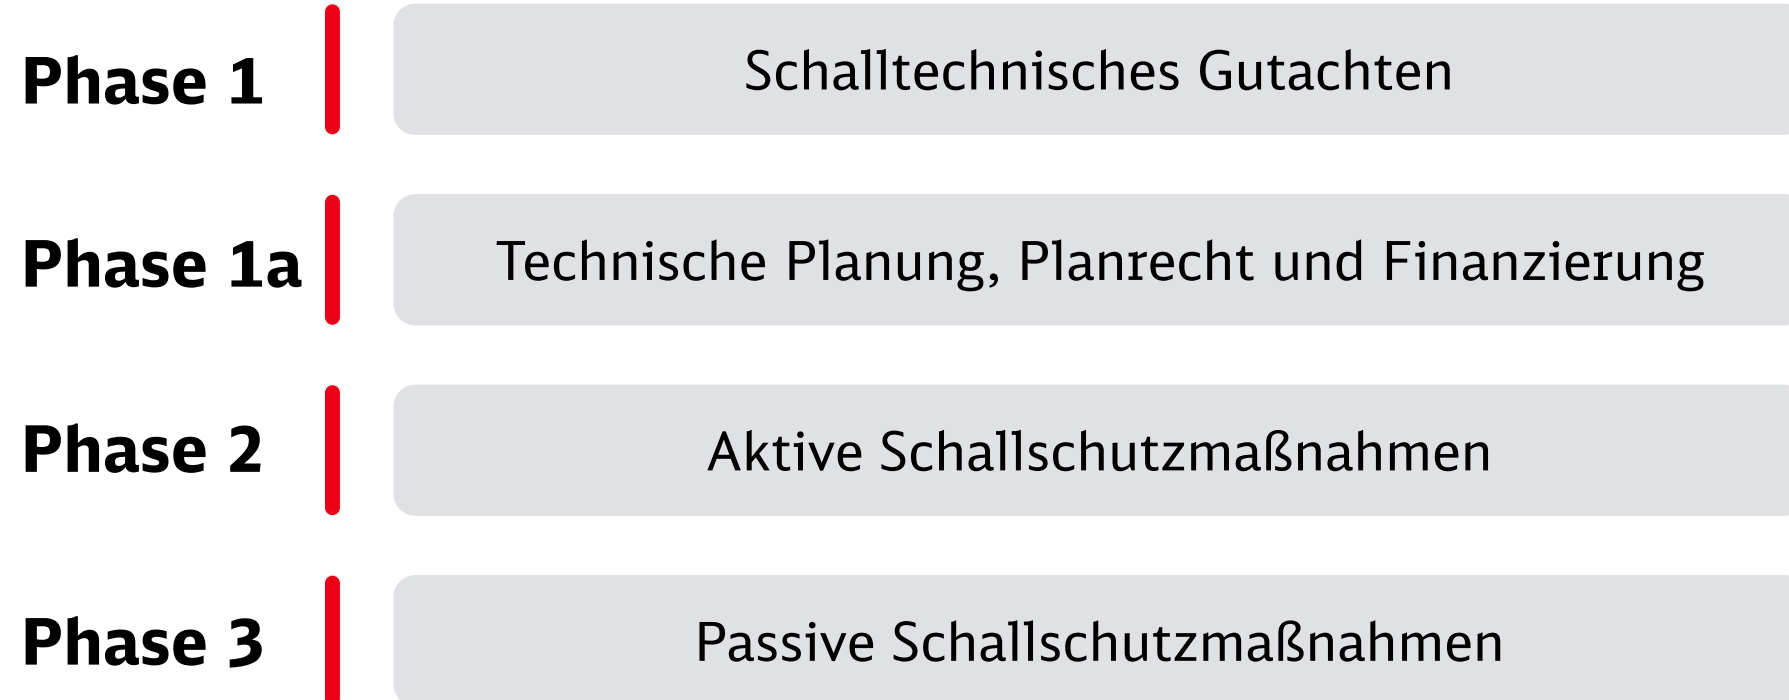 Phase 1
Schalltechnisches Gutachten
Phase 1a
Technische Planung, Planrecht und Finanzierung
Phase 2
Aktive Schallschutzmaßnahmen
Phase 3
Passive Schallschutzmaßnahmen